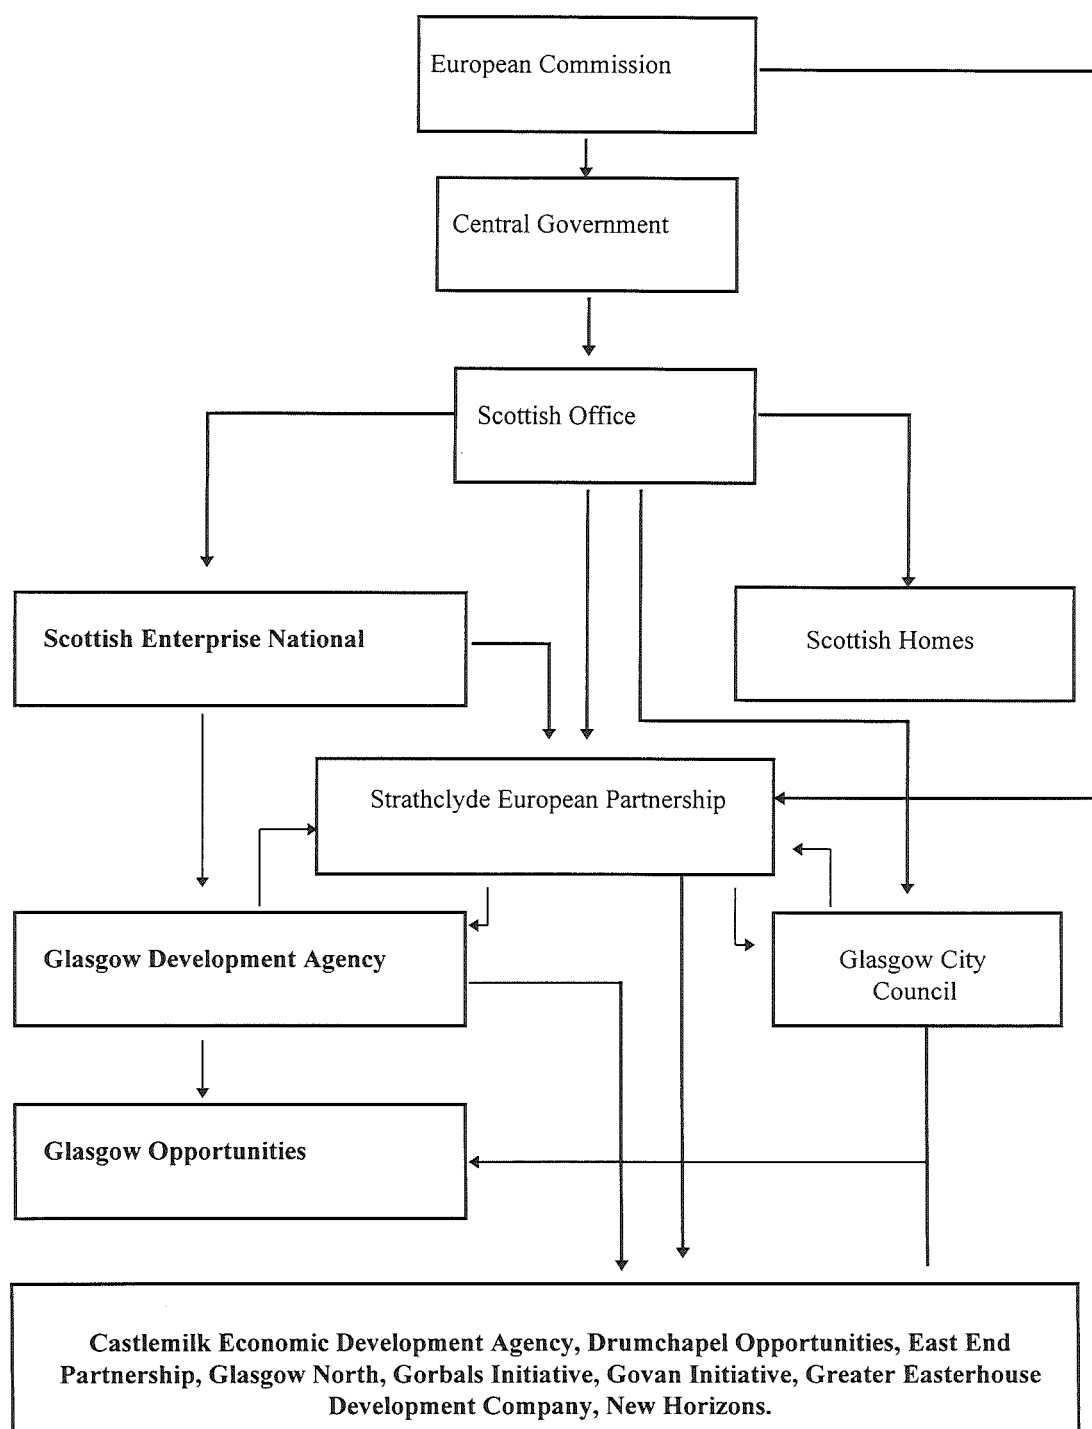 European Commission
Central Government
Scottish Office
Scottish Enterprise National
Scottish Homes
Strathclyde European Partnership
Glasgow Development Agency
Glasgow City
Council
Glasgow Opportunities
Castlemilk Economic Development Agency, Drumchapel Opportunities, East End
Partnership, Glasgow North, Gorbals Initiative, Govan Initiative, Greater Easterhouse
Development Company, New Horizons.